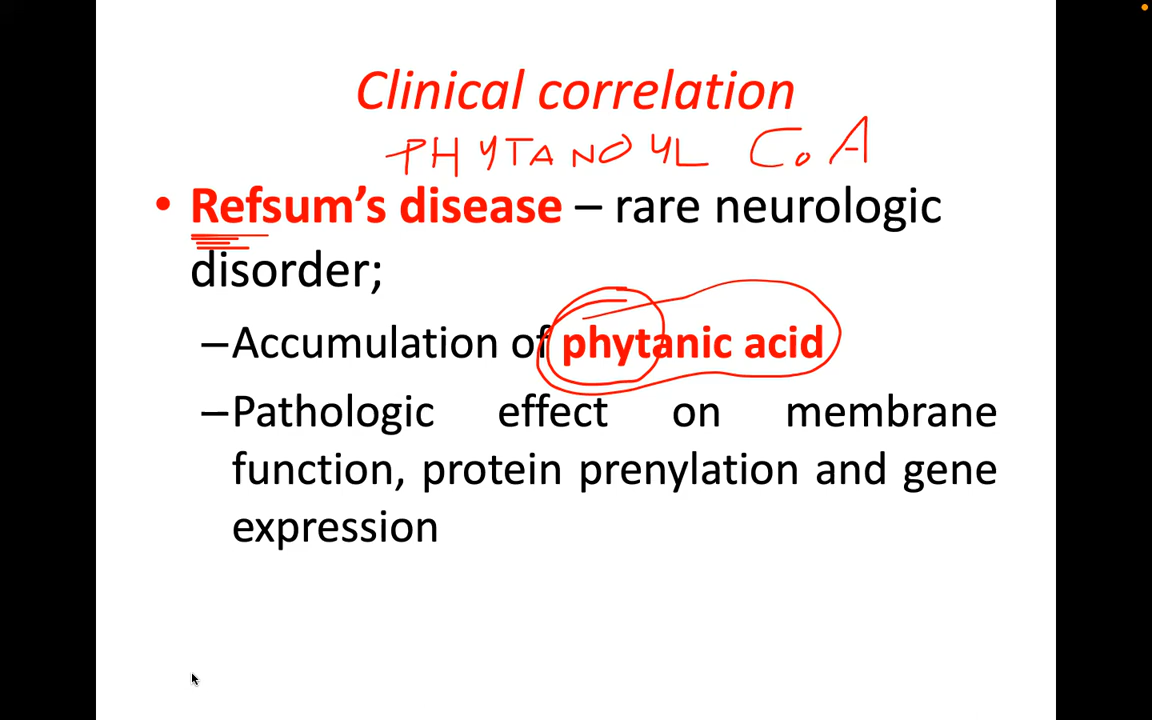 Clinical correlation
PHYTANOYL CoA
• Refsum’s disease – rare neurologic
disorder;
–Accumulation of phytanic acid
–Pathologic effect on membrane
function, protein prenylation and gene
expression